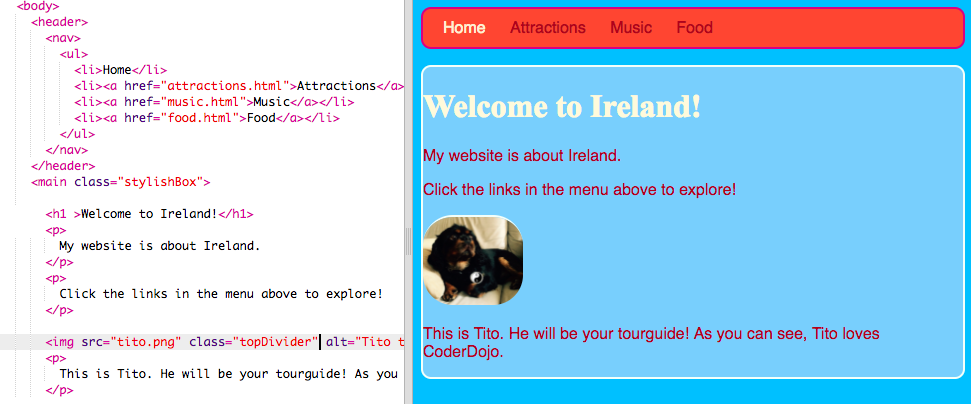 <body>
<header>
<nav>
<ul>
<li>Home</li>
<li><a href="attractions.html">Attractions</a>
<li><a href="music.html">Music</a></li>
<li><a href="food.html">Food</a></li>
</ul>
</nav>
</header>
<main class="stylishBox">
<h1 >Welcome to Ireland!</h1>
<p>
My website is about Ireland.
</p>
<p>
Click the links in the menu above to explore!
</p>
<img src="tito.png" class="topDivider" alt="Tito t
<p>
This is Tito. He will be your tourguide! As you
</p>
Home Attractions Music Food
Welcome to Ireland!
My website is about Ireland.
Click the links in the menu above to explore!
This is Tito. He will be your tourguide! As you can see, Tito loves
CoderDojo.